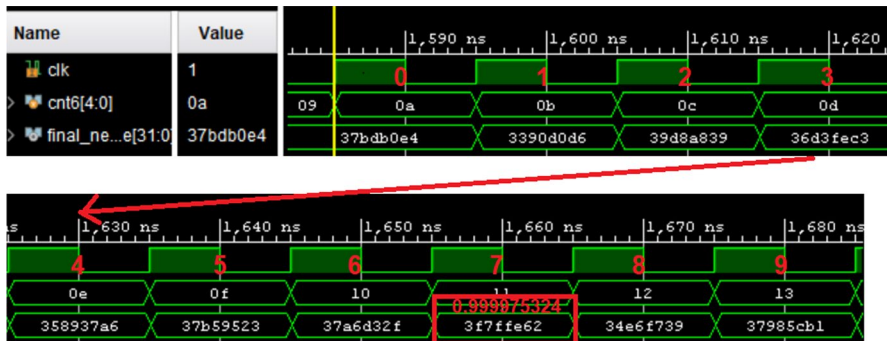 Name Value
1,590 ns 1,600 ns 1,610 ns 1,620
clk 1
0 1 2 3
cnt6[4:0] 0a
09 0a 0b 0c 0d
final_ne...e[31:0] 37bdb0e4
37bdb0e4 3390d0d6 39d8a839 36d3fec3
ns 1,630 ns 1,640 ns 1,650 ns 1,660 ns 1,670 ns 1,680 ns
4 5 6 7 8 9
0e 0f 10 11 12 13
0.999975324
358937a6 37b59523 37a6d32f 3f7ffe62 34e6f739 37985cb1